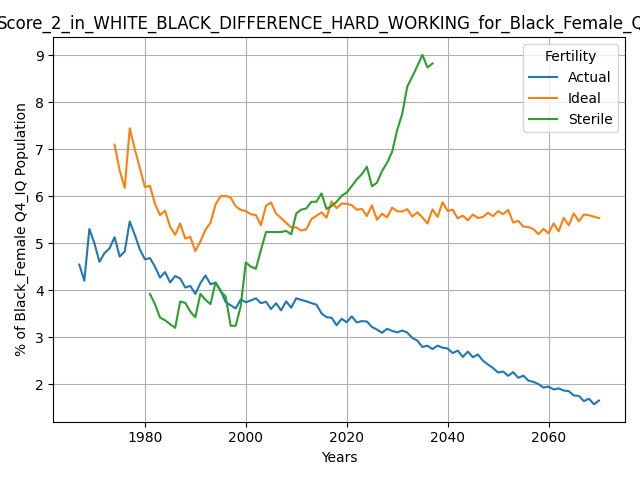 Score_2_in_WHITE_BLACK_DIFFERENCE_HARD_WORKING_for_Black_Female_Q
9
8
7
6
5
4
3
2
% of Black_Female Q4_IQ Population
Fertility
Actual
Ideal
Sterile
1980 2000 2020 2040 2060
Years